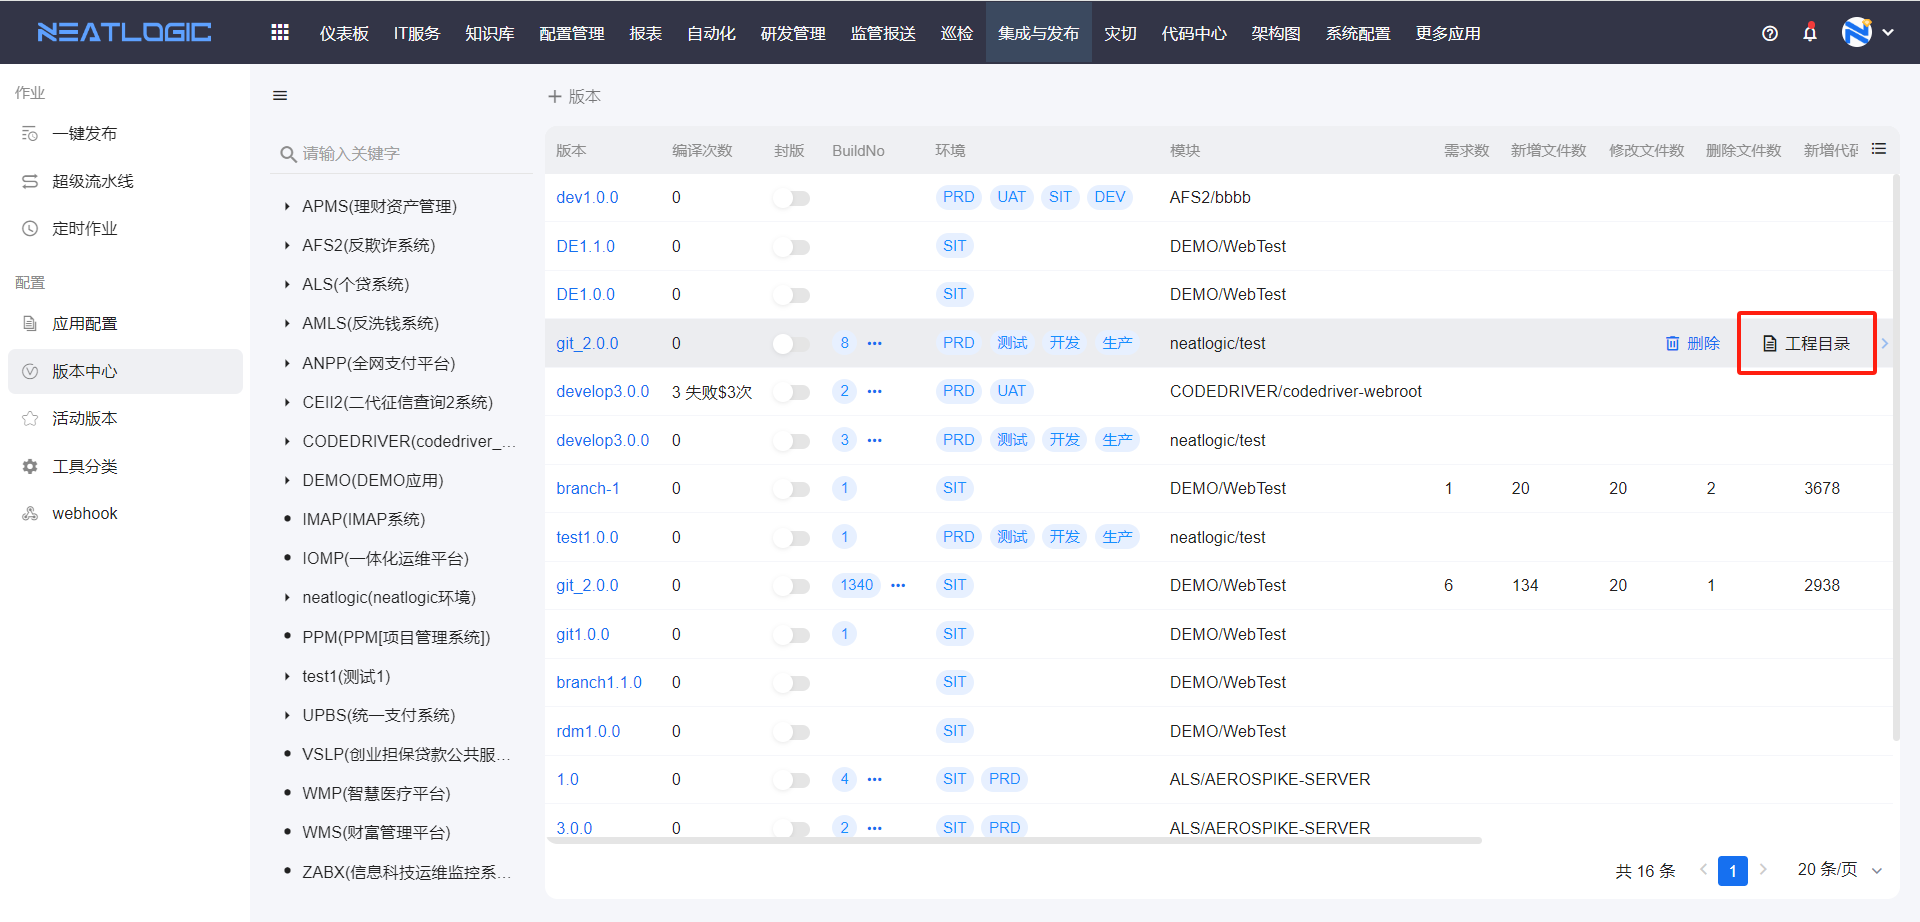 NEATLOGIC
仪表板 IT服务 知识库 配置管理 报表 自动化 研发管理 监管报送 巡检 集成与发布 灾切 代码中心 架构图 系统配置 更多应用
作业
一键发布
超级流水线
定时作业
配置
应用配置
版本中心
活动版本
工具分类
webhook
请输入关键字
APMS(理财资产管理)
AFS2(反欺诈系统)
ALS(个贷系统)
AMLS(反洗钱系统)
ANPP(全网支付平台)
CEII2(二代征信查询2系统)
CODEDRIVER(codedriver_...
DEMO(DEMO应用)
IMAP(IMAP系统)
IOMP(一体化运维平台)
neatlogic(neatlogic环境)
PPM(PPM[项目管理系统])
test1(测试1)
UPBS(统一支付系统)
VSLP(创业担保贷款公共服...
WMP(智慧医疗平台)
WMS(财富管理平台)
ZABX(信息科技运维监控系...
+ 版本
版本 编译次数 封版 BuildNo 环境 模块 需求数 新增文件数 修改文件数 删除文件数 新增代码
dev1.0.0 0 PRD UAT SIT DEV AFS2/bbbb
DE1.1.0 0 SIT DEMO/WebTest
DE1.0.0 0 SIT DEMO/WebTest
git_2.0.0 0 8 ••• PRD 测试 开发 生产 neatlogic/test 删除 工程目录
develop3.0.0 3 失败$3次 2 ••• PRD UAT CODEDRIVER/codedriver-webroot
develop3.0.0 0 3 ••• PRD 测试 开发 生产 neatlogic/test
branch-1 0 1 SIT DEMO/WebTest 1 20 20 2 3678
test1.0.0 0 1 PRD 测试 开发 生产 neatlogic/test
git_2.0.0 0 1340 ••• SIT DEMO/WebTest 6 134 20 1 2938
git1.0.0 0 1 SIT DEMO/WebTest
branch1.1.0 0 SIT DEMO/WebTest
rdm1.0.0 0 SIT DEMO/WebTest
1.0 0 4 ••• SIT PRD ALS/AEROSPIKE-SERVER
3.0.0 0 2 ••• SIT PRD ALS/AEROSPIKE-SERVER
共 16 条 1 20 条/页